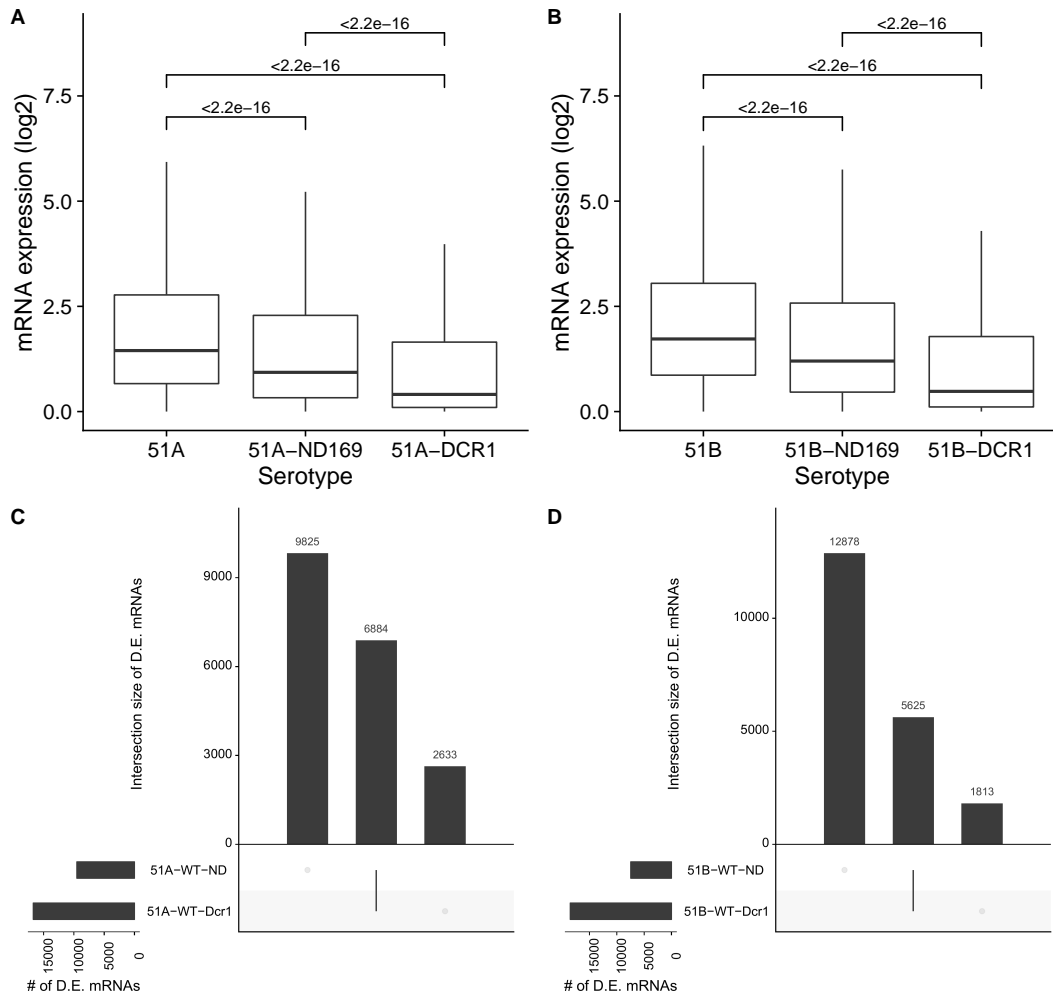 A
<2.2e−16
<2.2e−16
<2.2e−16
7.5
5.0
2.5
0.0
mRNA expression (log2)
51A
51A−ND169
51A−DCR1
Serotype
B
<2.2e−16
<2.2e−16
<2.2e−16
7.5
5.0
2.5
0.0
mRNA expression (log2)
51B
51B−ND169
51B−DCR1
Serotype
C
9825
6884
2633
9000
6000
3000
0
Intersection size of D.E. mRNAs
51A−WT−ND
51A−WT−Dcr1
15000
10000
5000
0
# of D.E. mRNAs
D
12878
5625
1813
10000
5000
0
Intersection size of D.E. mRNAs
51B−WT−ND
51B−WT−Dcr1
15000
10000
5000
0
# of D.E. mRNAs